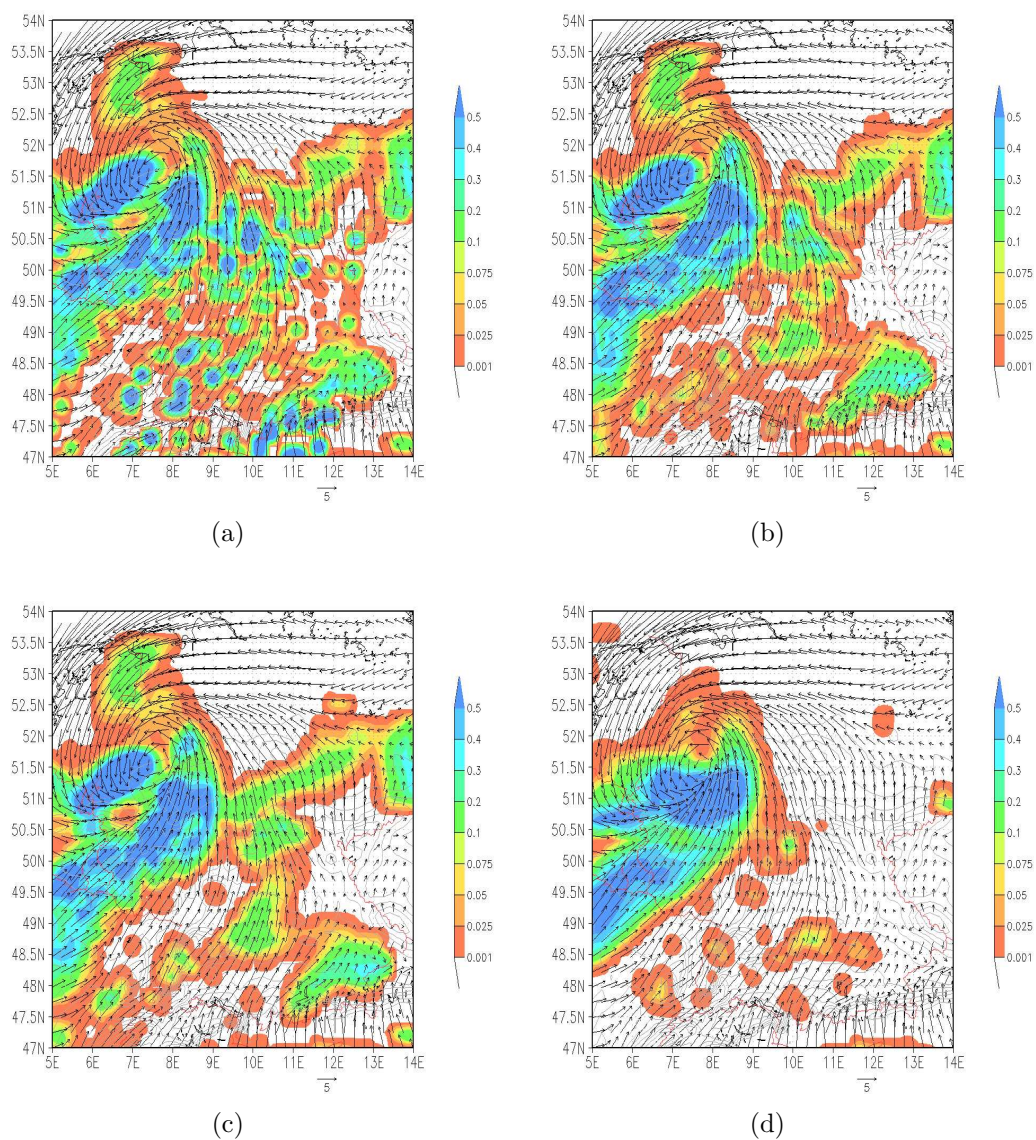 54N
53.5N
53N
52.5N
52N
51.5N
51N
50.5N
50N
49.5N
49N
48.5N
48N
47.5N
47N
5E 6E 7E 8E 9E 10E 11E 12E 13E 14E
5
0.5
0.4
0.3
0.2
0.1
0.075
0.05
0.025
0.001
(a)
54N
53.5N
53N
52.5N
52N
51.5N
51N
50.5N
50N
49.5N
49N
48.5N
48N
47.5N
47N
5E 6E 7E 8E 9E 10E 11E 12E 13E 14E
5
0.5
0.4
0.3
0.2
0.1
0.075
0.05
0.025
0.001
(b)
54N
53.5N
53N
52.5N
52N
51.5N
51N
50.5N
50N
49.5N
49N
48.5N
48N
47.5N
47N
5E 6E 7E 8E 9E 10E 11E 12E 13E 14E
5
0.5
0.4
0.3
0.2
0.1
0.075
0.05
0.025
0.001
(c)
54N
53.5N
53N
52.5N
52N
51.5N
51N
50.5N
50N
49.5N
49N
48.5N
48N
47.5N
47N
5E 6E 7E 8E 9E 10E 11E 12E 13E 14E
5
0.5
0.4
0.3
0.2
0.1
0.075
0.05
0.025
0.001
(d)